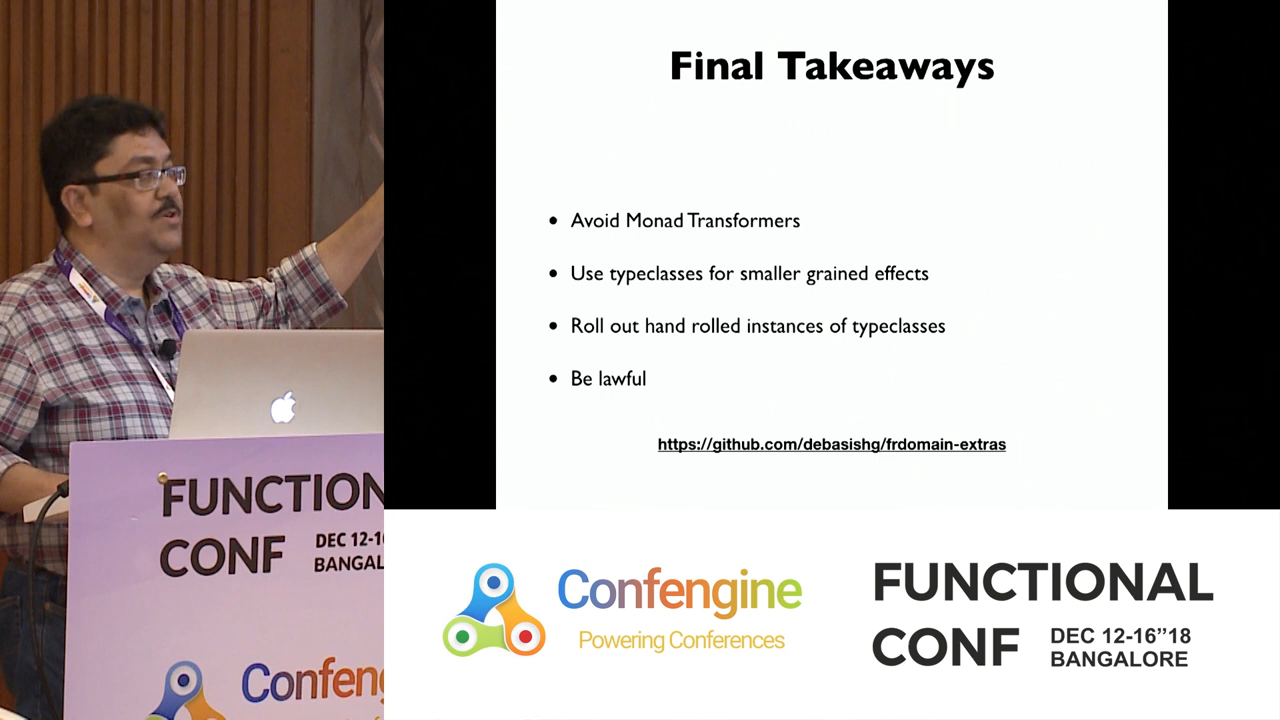 Final Takeaways
• Avoid Monad Transformers
• Use typeclasses for smaller grained effects
• Roll out hand rolled instances of typeclasses
• Be lawful
https://github.com/debasishg/frdomain-extras
FUNCTION
CONF
DEC 12-1
BANGAL
Confeng
Confengine
Powering Conferences
FUNCTIONAL
CONF
DEC 12-16”18
BANGALORE